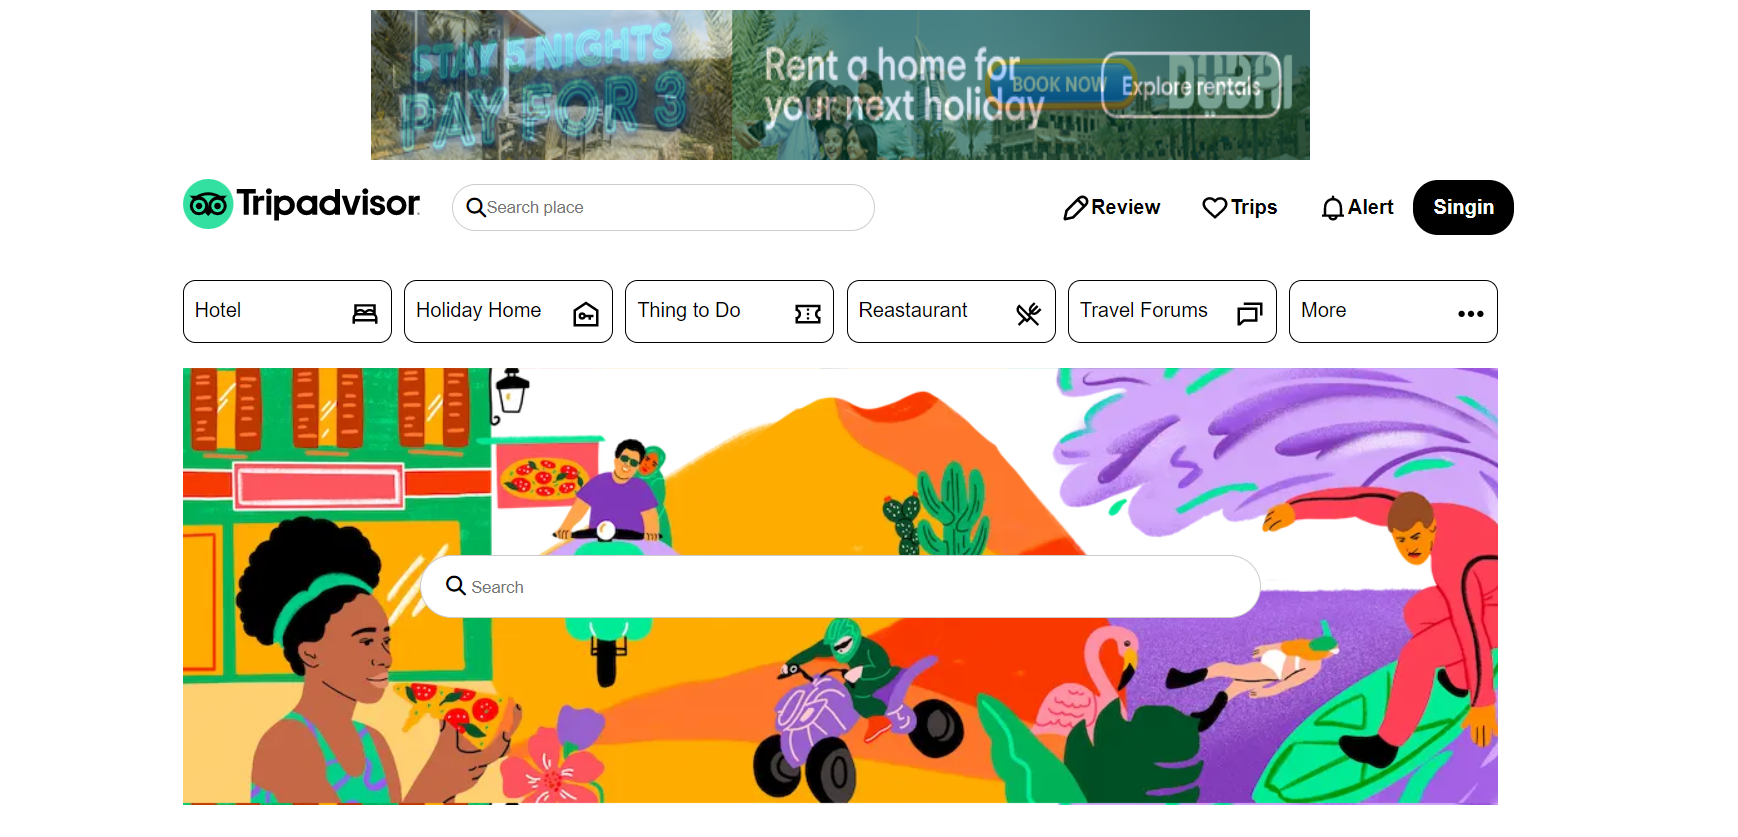 STAY 5 NIGHTS
PAY FOR 3
Rent a home for
your next holiday
BOOK NOW
Explore rentals
DUBAI
Tripadvisor
Search place
Review
Trips
Alert
Singin
Hotel
Holiday Home
Thing to Do
Reastaurant
Travel Forums
More
Search